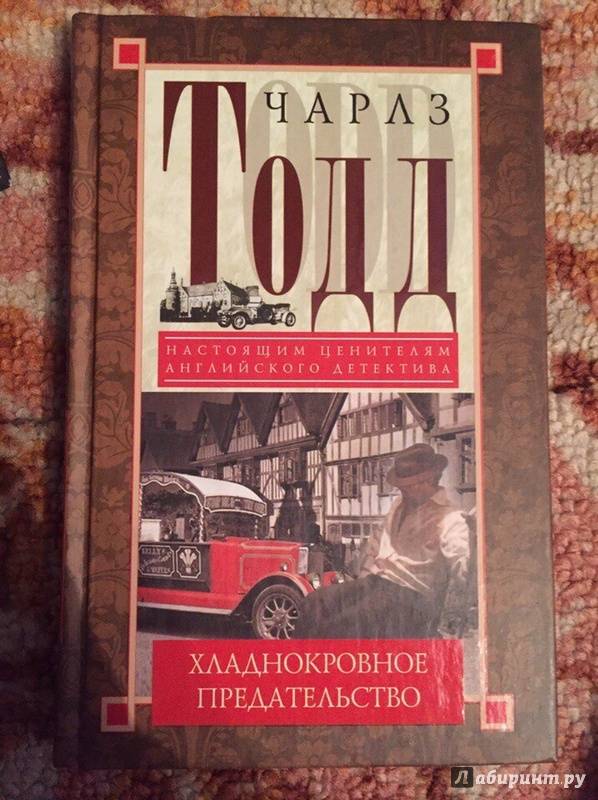 ЧАРЛЗ
ТОДД
НАСТОЯЩИМ ЦЕНИТЕЛЯМ
АНГЛИЙСКОГО ДЕТЕКТИВА
ХЛАДНОКРОВНОЕ
ПРЕДАТЕЛЬСТВО
Лабиринт.ру